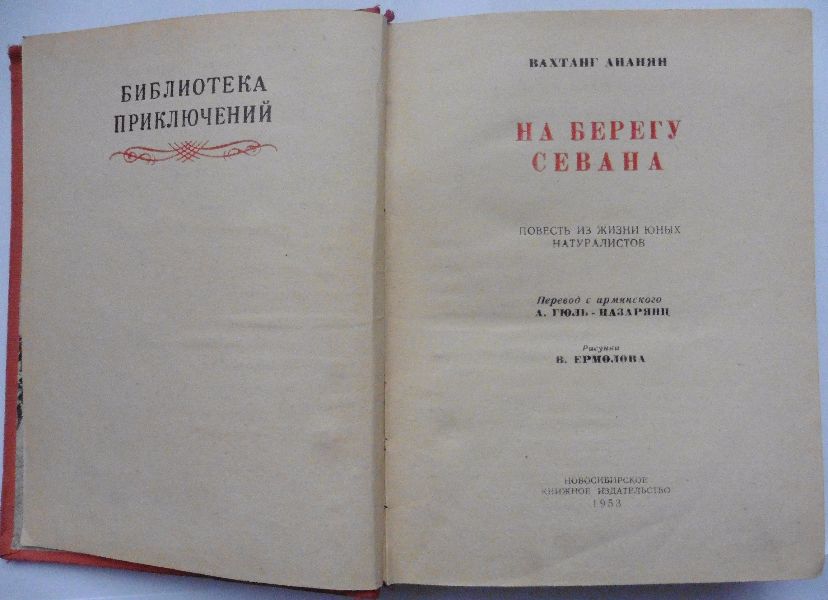 БИБЛИОТЕКА
ПРИКЛЮЧЕНИЙ
ВАХТАНГ АНАНЯН
НА БЕРЕГУ
СЕВАНА
ПОВЕСТЬ ИЗ ЖИЗНИ ЮНЫХ
НАТУРАЛИСТОВ
Перевод с армянского
А. ГЮЛЬ-НАЗАРЯНЦ
Рисунки
В. ЕРМОЛОВА
НОВОСИБИРСКОЕ
КНИЖНОЕ ИЗДАТЕЛЬСТВО
1953